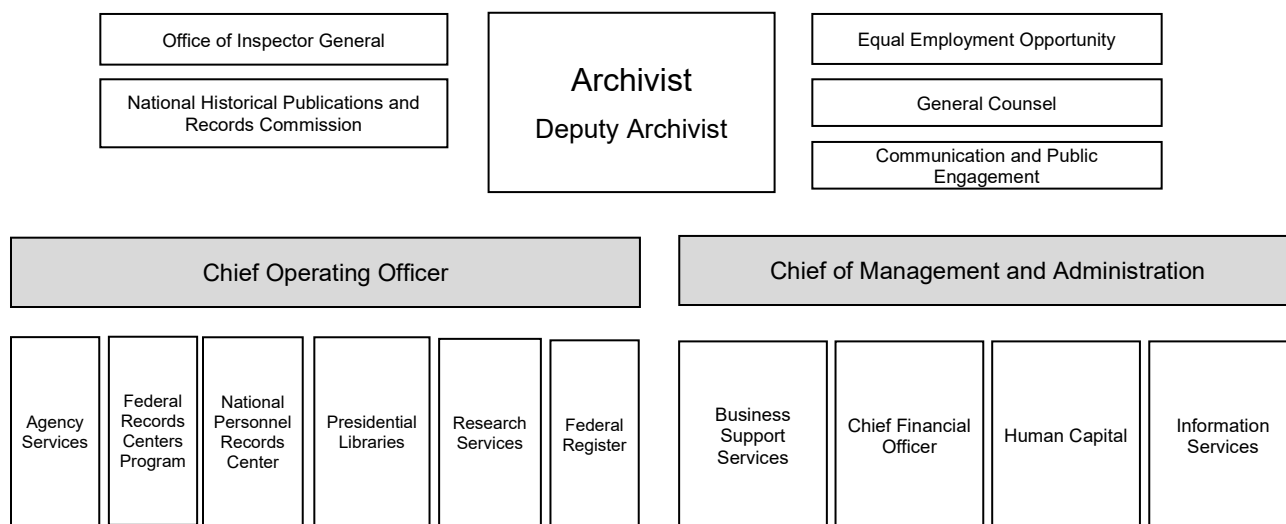 Office of Inspector General
National Historical Publications and
Records Commission
Archivist
Deputy Archivist
Equal Employment Opportunity
General Counsel
Communication and Public
Engagement
Chief Operating Officer
Chief of Management and Administration
Agency
Services
Federal
Records
Centers
Program
National
Personnel
Records
Center
Presidential
Libraries
Research
Services
Federal
Register
Business
Support
Services
Chief Financial
Officer
Human Capital
Information
Services